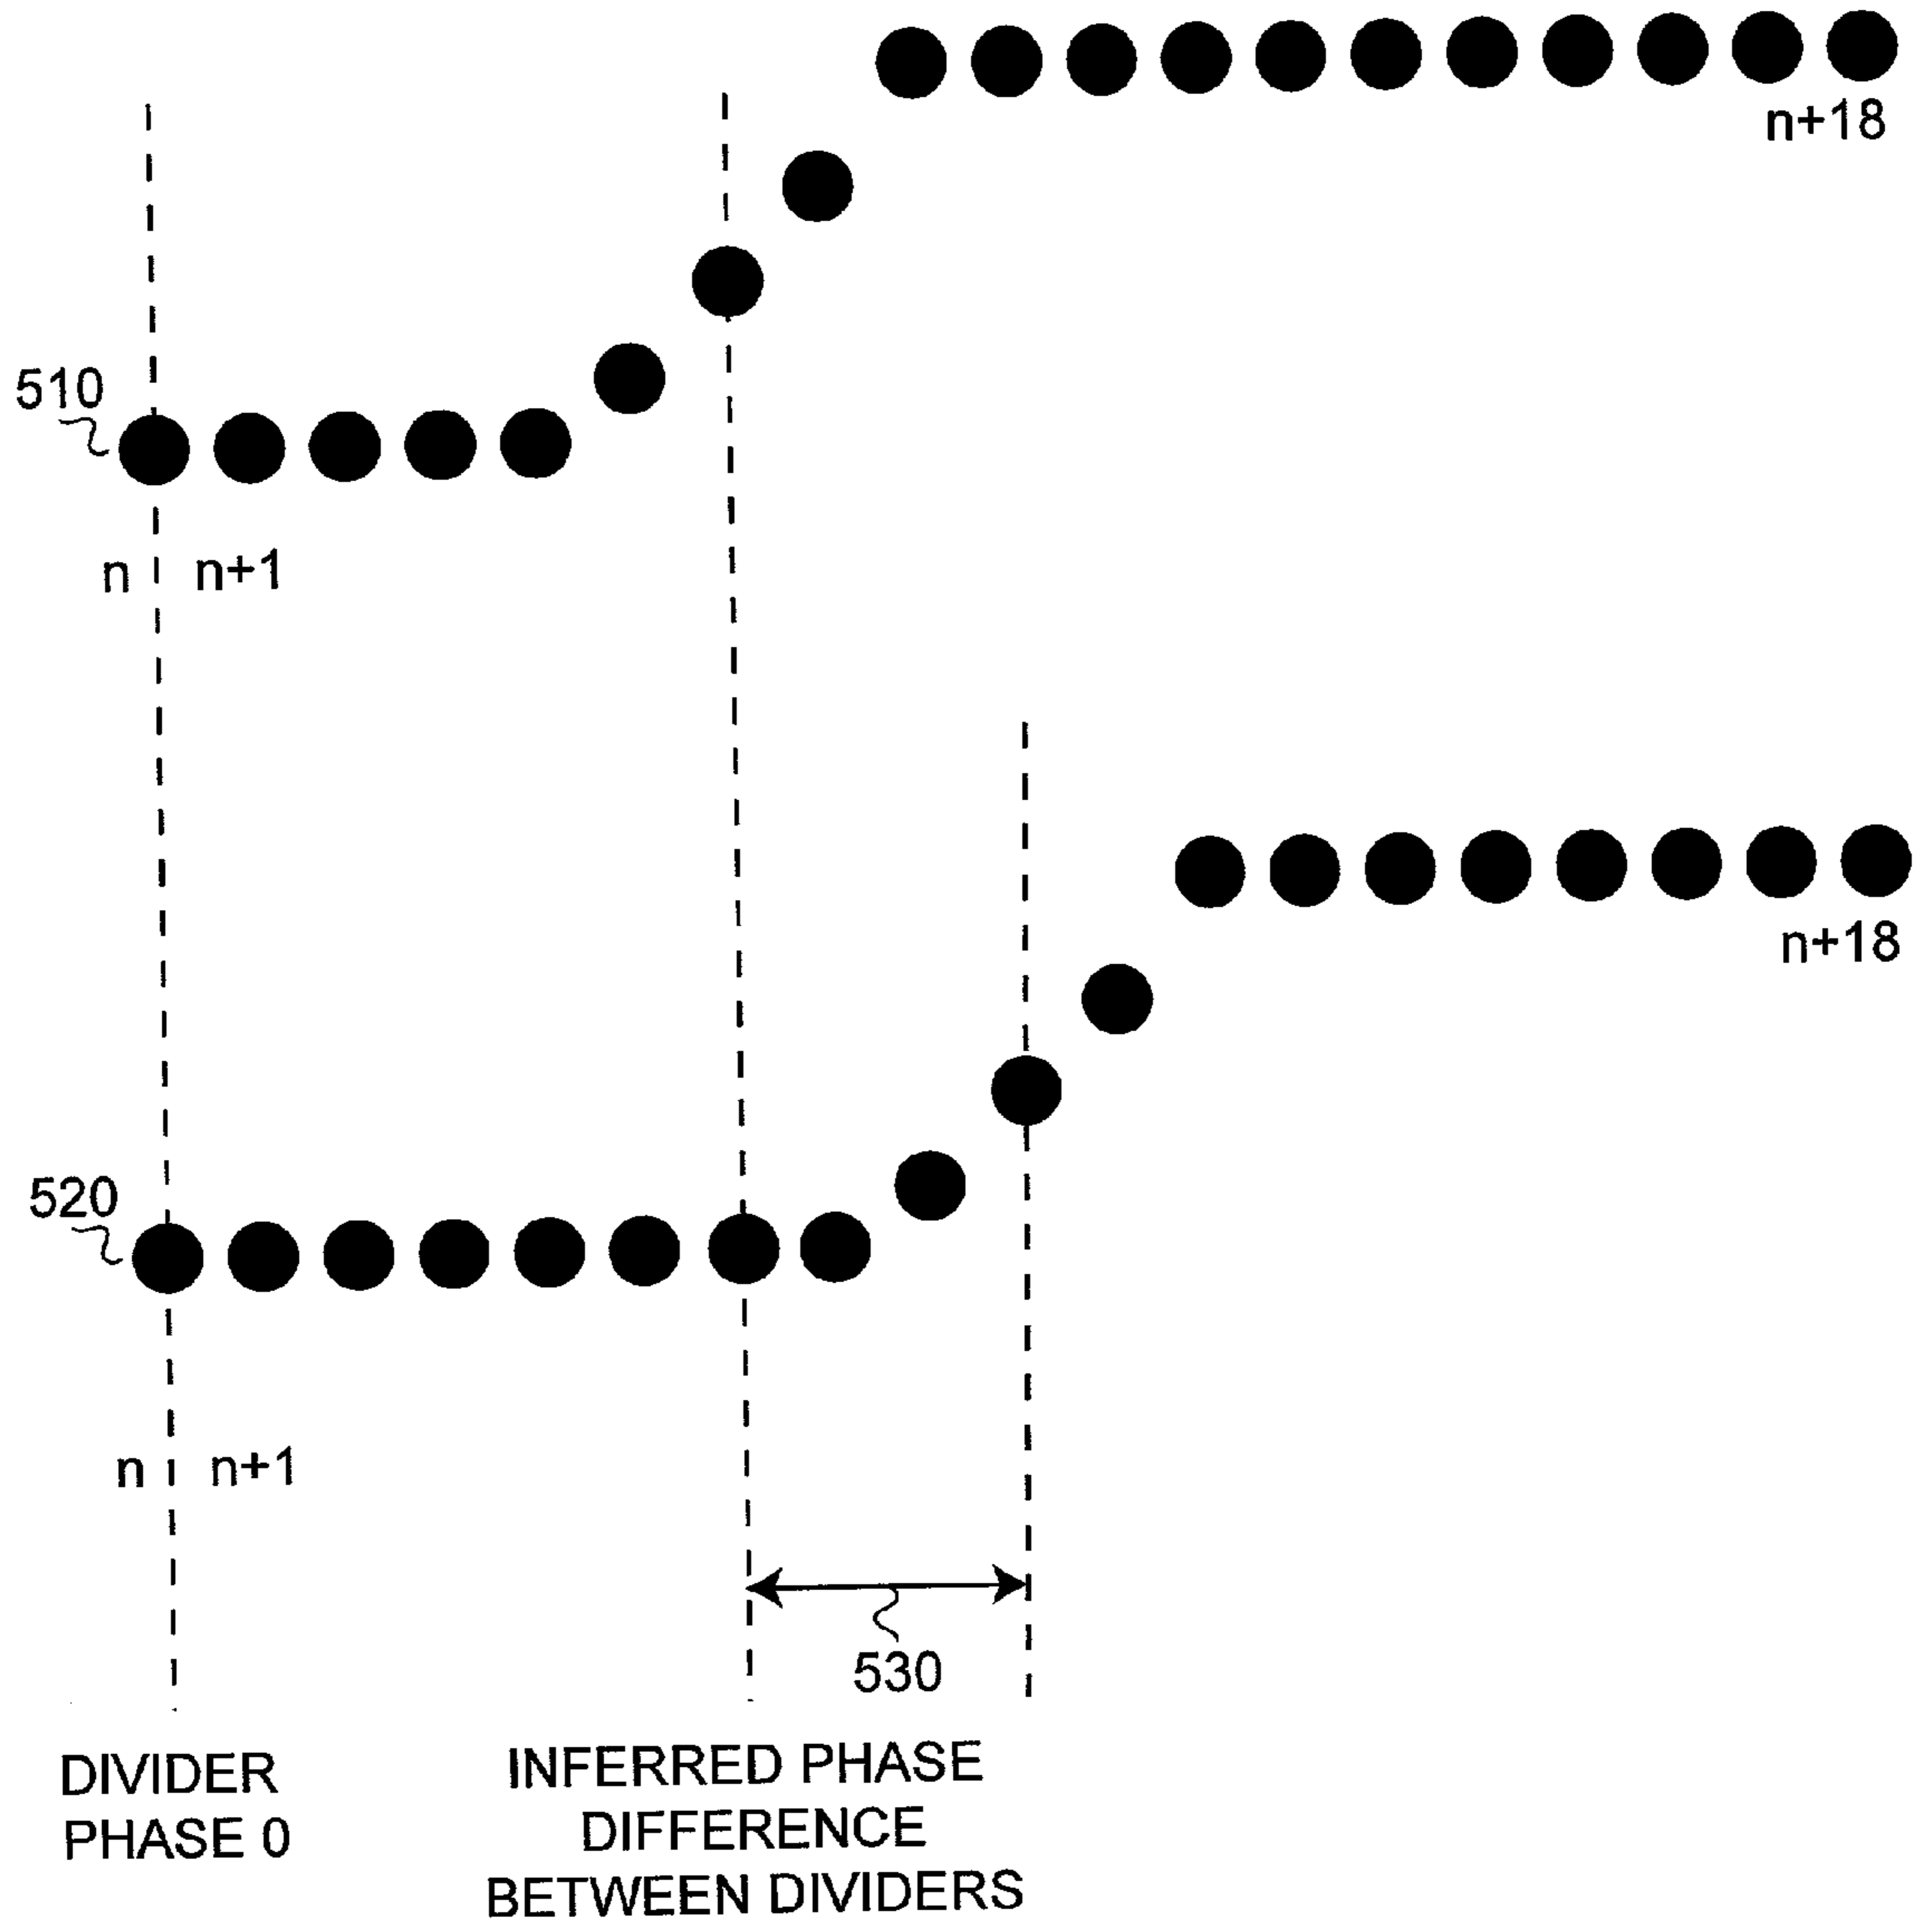 n+18
510
n n+1
n+18
520
n n+1
530
DIVIDER
PHASE 0
INFERRED PHASE
DIFFERENCE
BETWEEN DIVIDERS